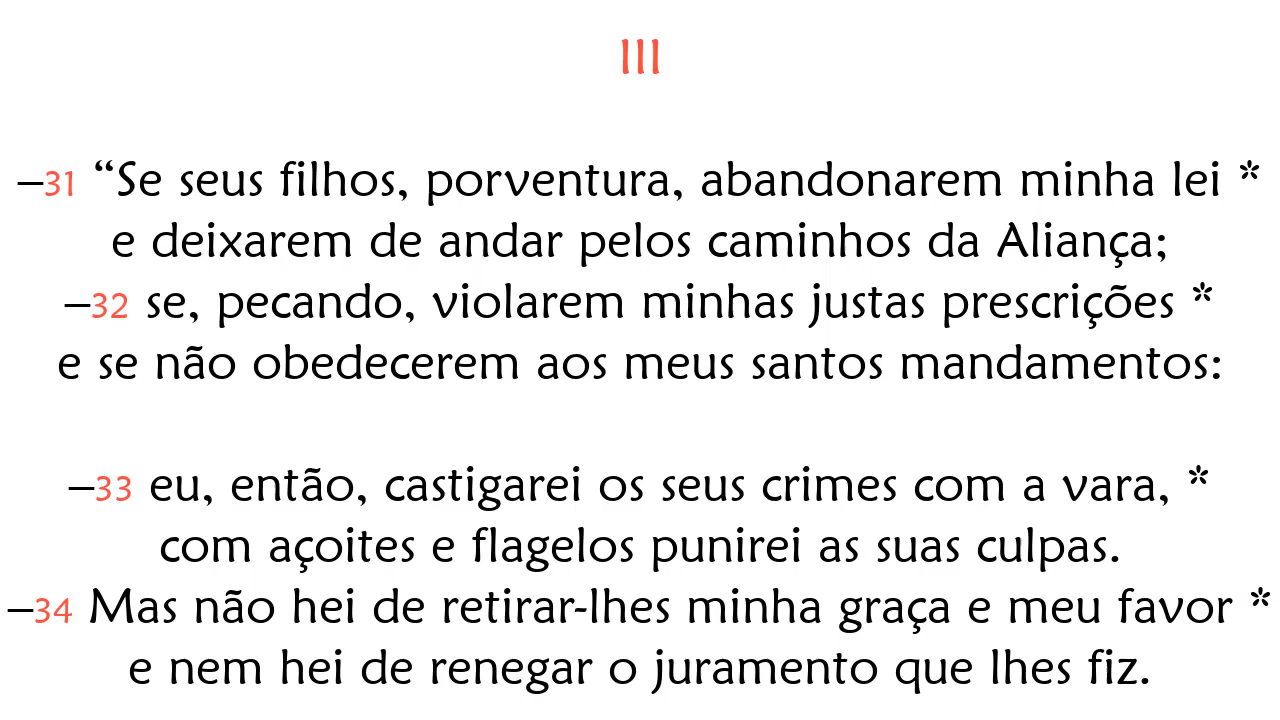 III
–31 “Se seus filhos, porventura, abandonarem minha lei *
e deixarem de andar pelos caminhos da Aliança;
–32 se, pecando, violarem minhas justas prescrições *
e se não obedecerem aos meus santos mandamentos:
–33 eu, então, castigarei os seus crimes com a vara, *
com açoites e flagelos punirei as suas culpas.
–34 Mas não hei de retirar-lhes minha graça e meu favor *
e nem hei de renegar o juramento que lhes fiz.